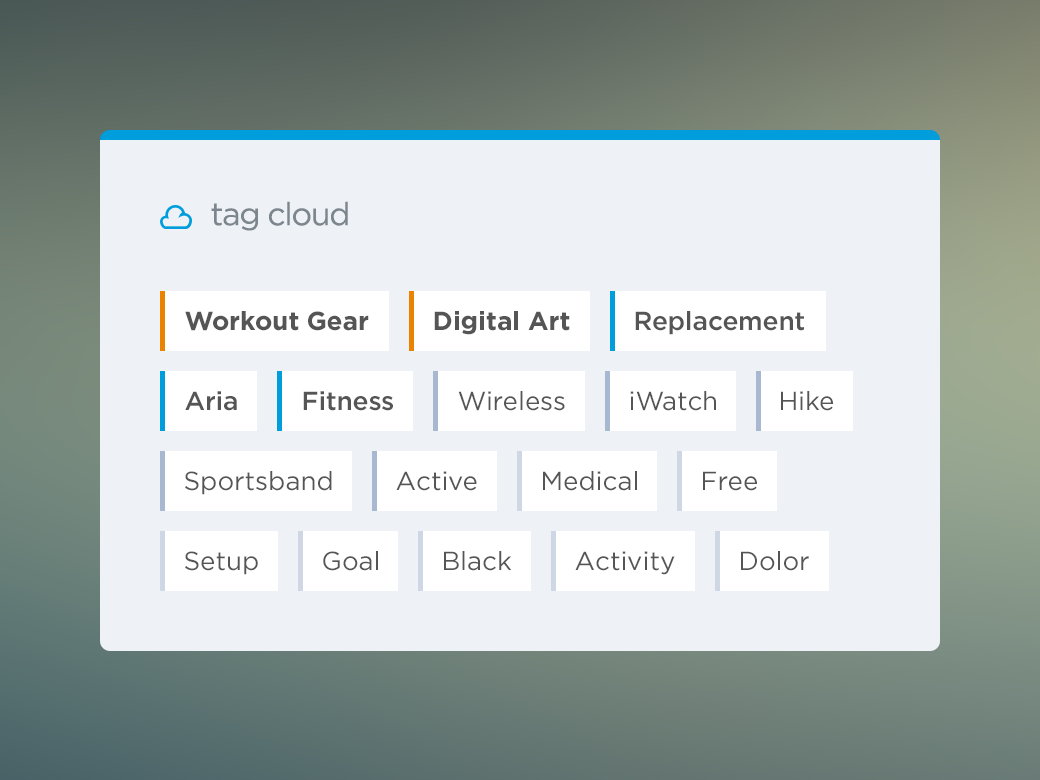 tag cloud
Workout Gear Digital Art Replacement
Aria Fitness Wireless iWatch Hike
Sportsband Active Medical Free
Setup Goal Black Activity Dolor